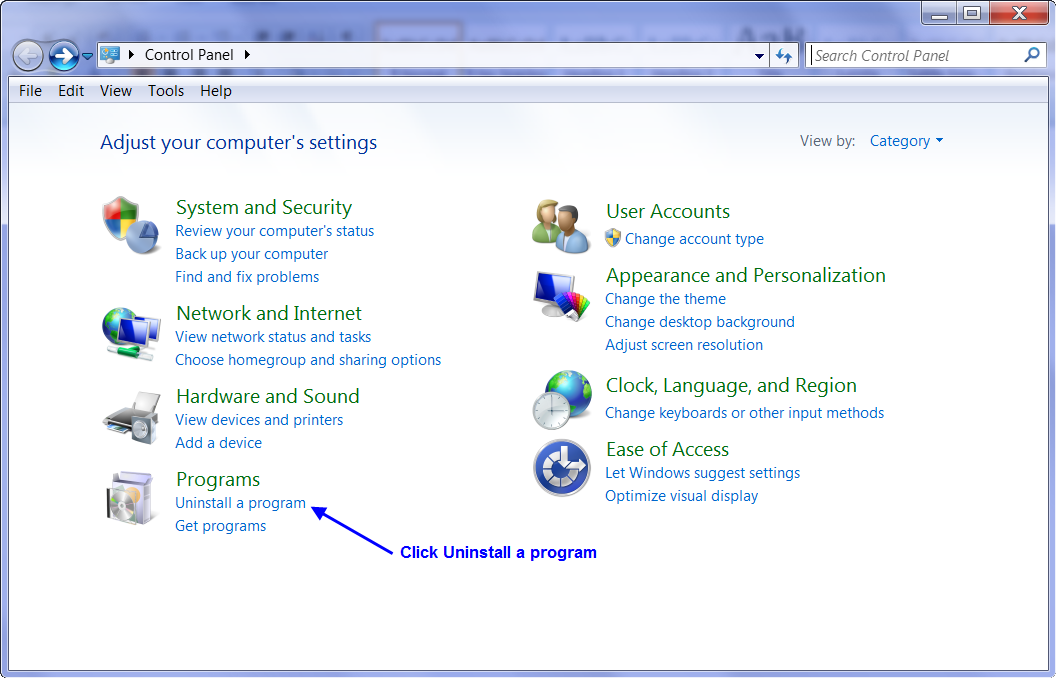 Control Panel
Search Control Panel
File Edit View Tools Help
Adjust your computer's settings
View by: Category
System and Security
Review your computer's status
Back up your computer
Find and fix problems
Network and Internet
View network status and tasks
Choose homegroup and sharing options
Hardware and Sound
View devices and printers
Add a device
Programs
Uninstall a program
Get programs
Click Uninstall a program
User Accounts
Change account type
Appearance and Personalization
Change the theme
Change desktop background
Adjust screen resolution
Clock, Language, and Region
Change keyboards or other input methods
Ease of Access
Let Windows suggest settings
Optimize visual display